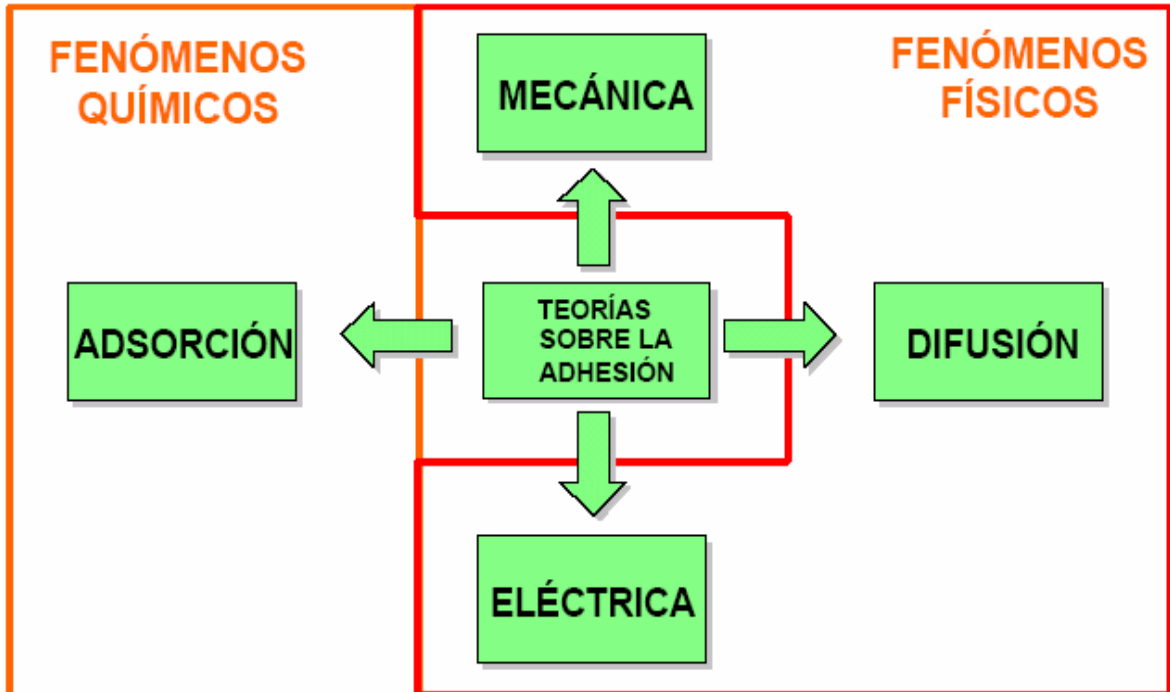 FENÓMENOS
QUÍMICOS
MECÁNICA
FENÓMENOS
FÍSICOS
ADSORCIÓN
TEORÍAS
SOBRE LA
ADHESIÓN
DIFUSIÓN
ELÉCTRICA